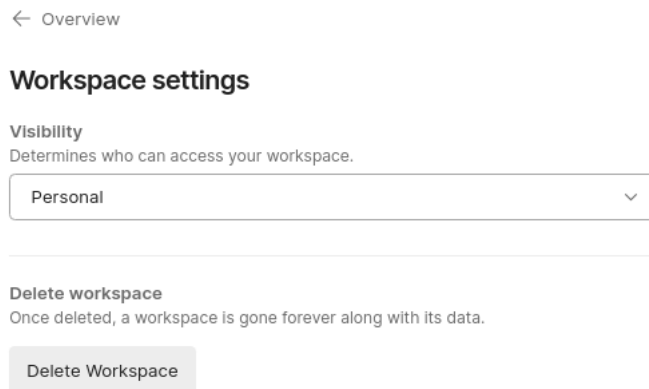 Overview
Workspace settings
Visibility
Determines who can access your workspace.
Personal
Delete workspace
Once deleted, a workspace is gone forever along with its data.
Delete Workspace